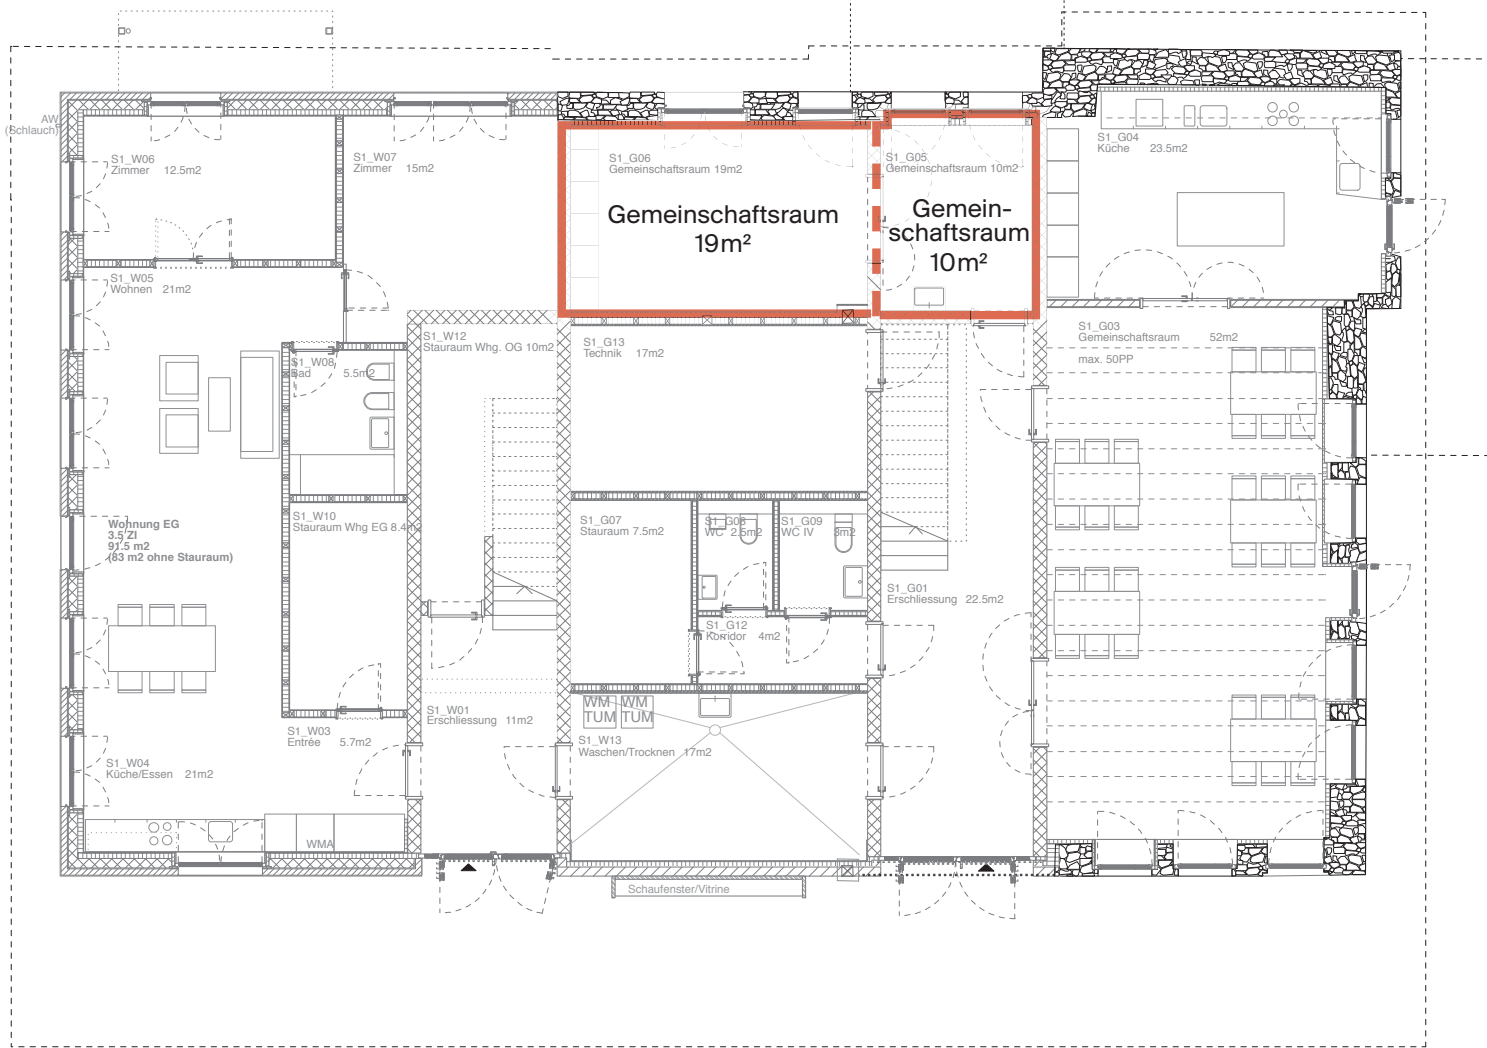 AW
(Schlauch)
S1_W06
Zimmer 12.5m2
S1_W07
Zimmer 15m2
S1_G06
Gemeinschaftsraum 19m2
S1_G05
Gemeinschaftsraum 10m2
S1_G04
Küche 23.5m2
Gemeinschaftsraum
19m²
Gemein-
schaftsraum
10m²
S1_W05
Wohnen 21m2
S1_W12
Stauraum Whg. OG 10m2
S1_G13
Technik 17m2
S1_G03
Gemeinschaftsraum 52m2
max. 50PP
S1_W08
Bad 5.5m2
Wohnung EG
3.5 ZI
91.5 m2
(83 m2 ohne Stauraum)
S1_W10
Stauraum Whg EG 8.4m2
S1_G07
Stauraum 7.5m2
S1_G08
WC 2.5m2
S1_G09
WC IV 3m2
S1_G01
Erschliessung 22.5m2
S1_G12
Korridor 4m2
S1_W01
Erschliessung 11m2
WM WM
TUM TUM
S1_W03
Entrée 5.7m2
S1_W13
Waschen/Trocknen 17m2
S1_W04
Küche/Essen 21m2
WMA
Schaufenster/Vitrine